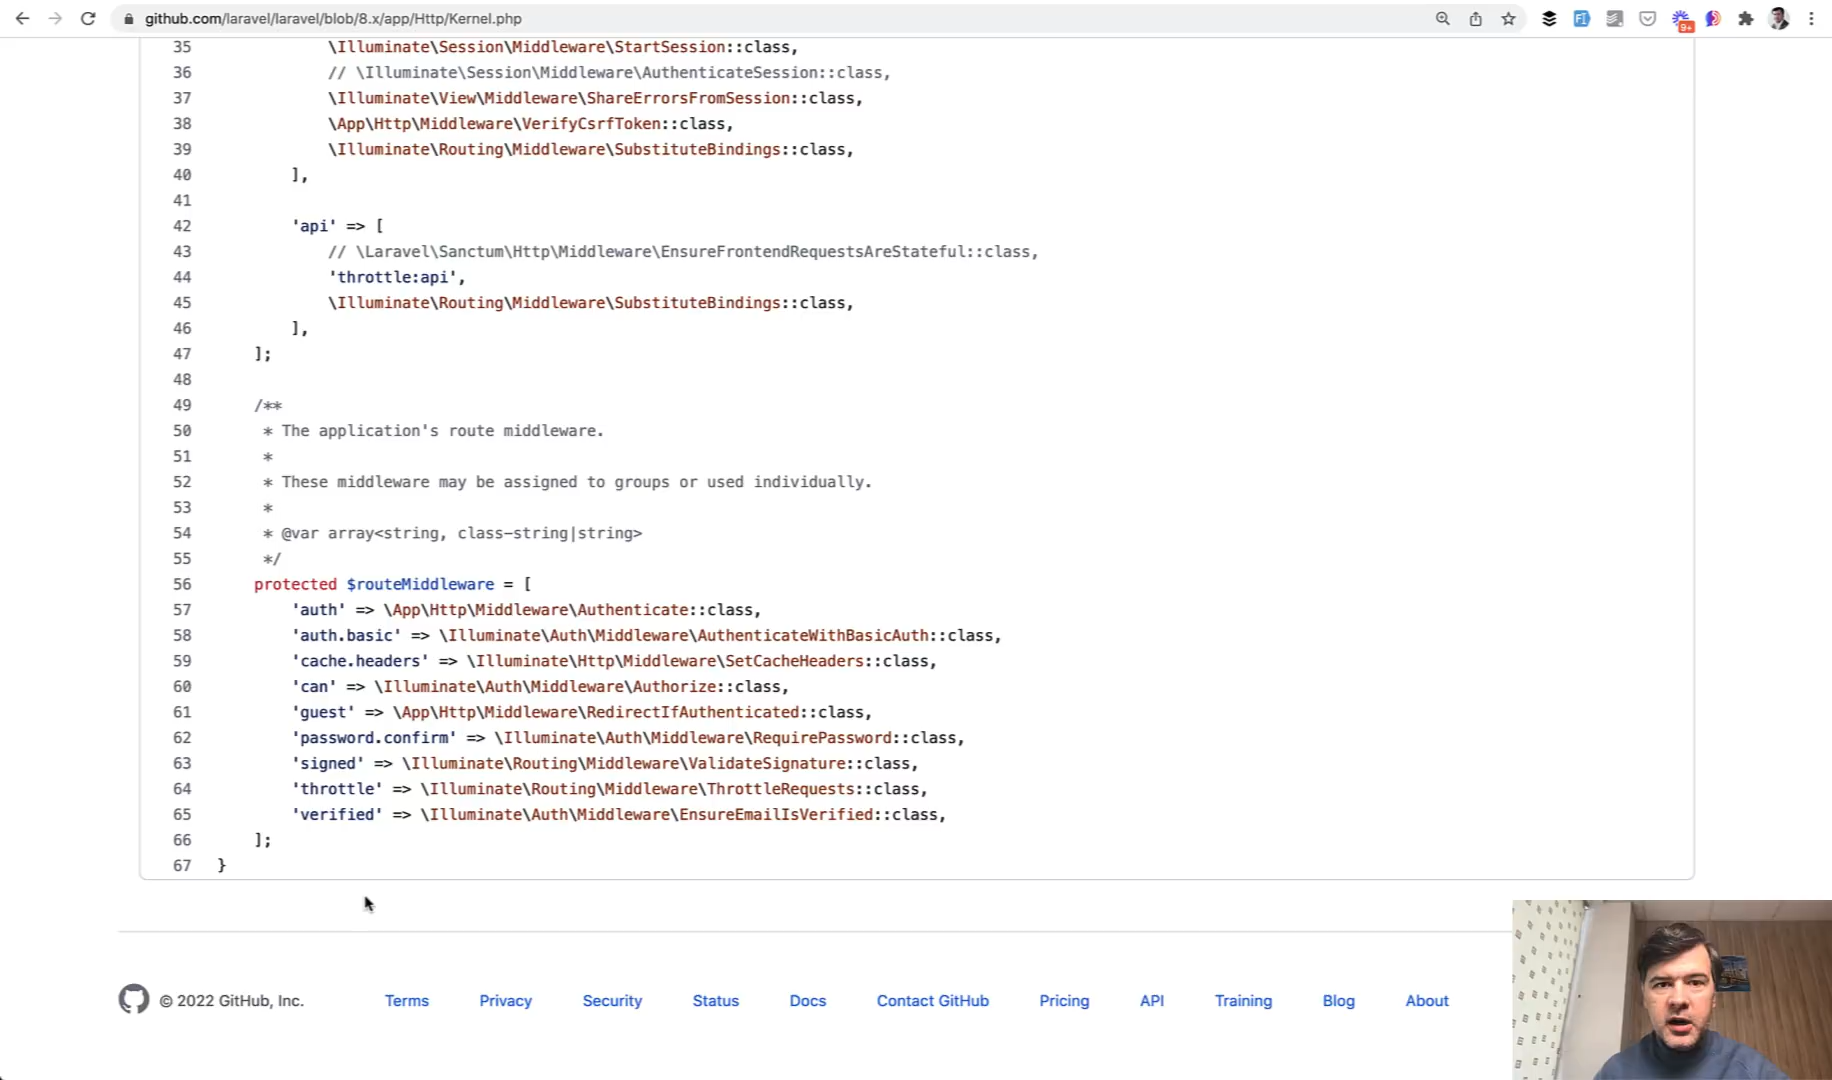 github.com/laravel/laravel/blob/8.x/app/Http/Kernel.php
9+
35 \Illuminate\Session\Middleware\StartSession::class,
36 // \Illuminate\Session\Middleware\AuthenticateSession::class,
37 \Illuminate\View\Middleware\ShareErrorsFromSession::class,
38 \App\Http\Middleware\VerifyCsrfToken::class,
39 \Illuminate\Routing\Middleware\SubstituteBindings::class,
40 ],
41
42 'api' => [
43 // \Laravel\Sanctum\Http\Middleware\EnsureFrontendRequestsAreStateful::class,
44 'throttle:api',
45 \Illuminate\Routing\Middleware\SubstituteBindings::class,
46 ],
47 ];
48
49 /**
50 * The application's route middleware.
51 *
52 * These middleware may be assigned to groups or used individually.
53 *
54 * @var array<string, class-string|string>
55 */
56 protected $routeMiddleware = [
57 'auth' => \App\Http\Middleware\Authenticate::class,
58 'auth.basic' => \Illuminate\Auth\Middleware\AuthenticateWithBasicAuth::class,
59 'cache.headers' => \Illuminate\Http\Middleware\SetCacheHeaders::class,
60 'can' => \Illuminate\Auth\Middleware\Authorize::class,
61 'guest' => \App\Http\Middleware\RedirectIfAuthenticated::class,
62 'password.confirm' => \Illuminate\Auth\Middleware\RequirePassword::class,
63 'signed' => \Illuminate\Routing\Middleware\ValidateSignature::class,
64 'throttle' => \Illuminate\Routing\Middleware\ThrottleRequests::class,
65 'verified' => \Illuminate\Auth\Middleware\EnsureEmailIsVerified::class,
66 ];
67 }
© 2022 GitHub, Inc. Terms Privacy Security Status Docs Contact GitHub Pricing API Training Blog About